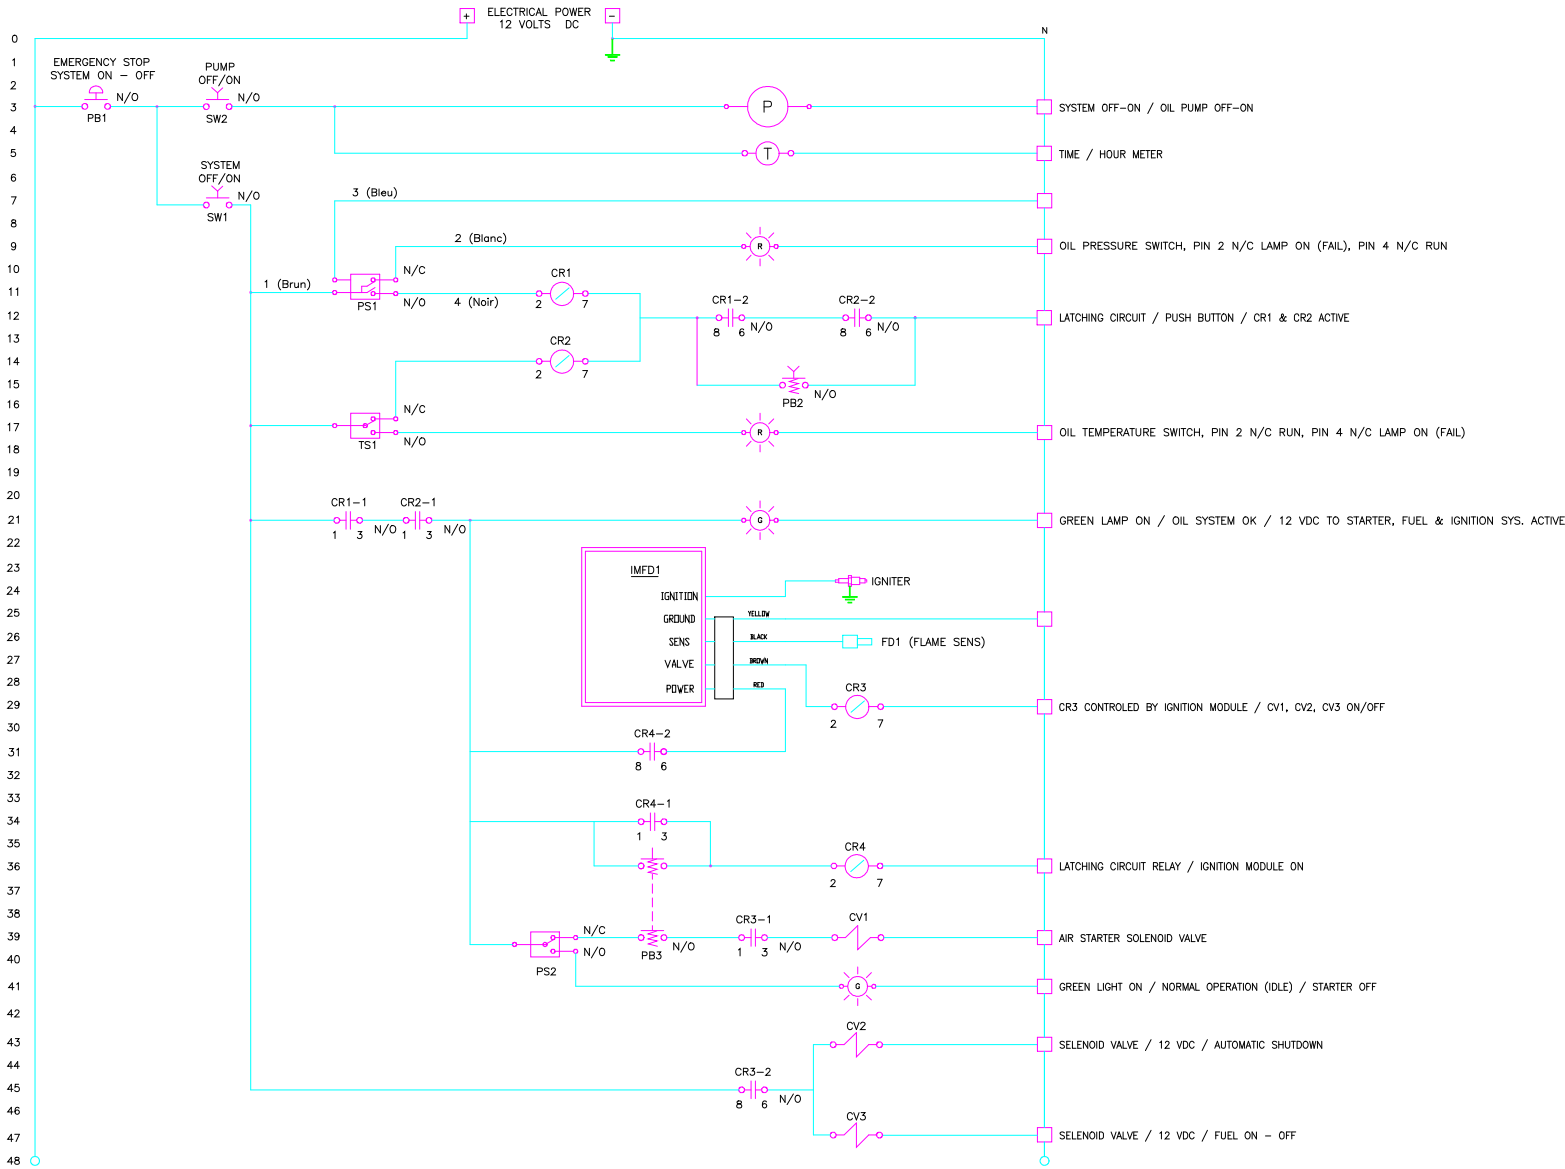 + ELECTRICAL POWER −
12 VOLTS DC
N
0
1
EMERGENCY STOP
SYSTEM ON − OFF
PUMP
OFF/ON
2
N/O
N/O
3
P
SYSTEM OFF−ON / OIL PUMP OFF−ON
PB1
SW2
4
5
T
TIME / HOUR METER
SYSTEM
OFF/ON
6
N/O
3 (Bleu)
7
SW1
8
2 (Blanc)
9
R
OIL PRESSURE SWITCH, PIN 2 N/C LAMP ON (FAIL), PIN 4 N/C RUN
10
N/C
CR1
1 (Brun)
11
PS1
N/O
4 (Noir)
2
7
CR1−2
CR2−2
12
LATCHING CIRCUIT / PUSH BUTTON / CR1 & CR2 ACTIVE
8
6
N/O
8
6
N/O
13
CR2
14
2
7
15
N/O
PB2
16
N/C
17
R
OIL TEMPERATURE SWITCH, PIN 2 N/C RUN, PIN 4 N/C LAMP ON (FAIL)
TS1
N/O
18
19
20
CR1−1
CR2−1
21
G
GREEN LAMP ON / OIL SYSTEM OK / 12 VDC TO STARTER, FUEL & IGNITION SYS. ACTIVE
1
3
N/O
1
3
N/O
22
23
IMFD1
IGNITER
24
IGNITION
25
GROUND
YELLOW
26
SENS
BLACK
FD1 (FLAME SENS)
27
VALVE
BROWN
28
POWER
RED
CR3
29
CR3 CONTROLED BY IGNITION MODULE / CV1, CV2, CV3 ON/OFF
2
7
30
CR4−2
31
8
6
32
33
CR4−1
34
1
3
35
CR4
36
LATCHING CIRCUIT RELAY / IGNITION MODULE ON
2
7
37
38
CR3−1
CV1
39
N/C
AIR STARTER SOLENOID VALVE
N/O
N/O
1
3
N/O
PB3
40
PS2
41
G
GREEN LIGHT ON / NORMAL OPERATION (IDLE) / STARTER OFF
42
CV2
43
SELENOID VALVE / 12 VDC / AUTOMATIC SHUTDOWN
44
CR3−2
45
8
6
N/O
46
CV3
47
SELENOID VALVE / 12 VDC / FUEL ON − OFF
48